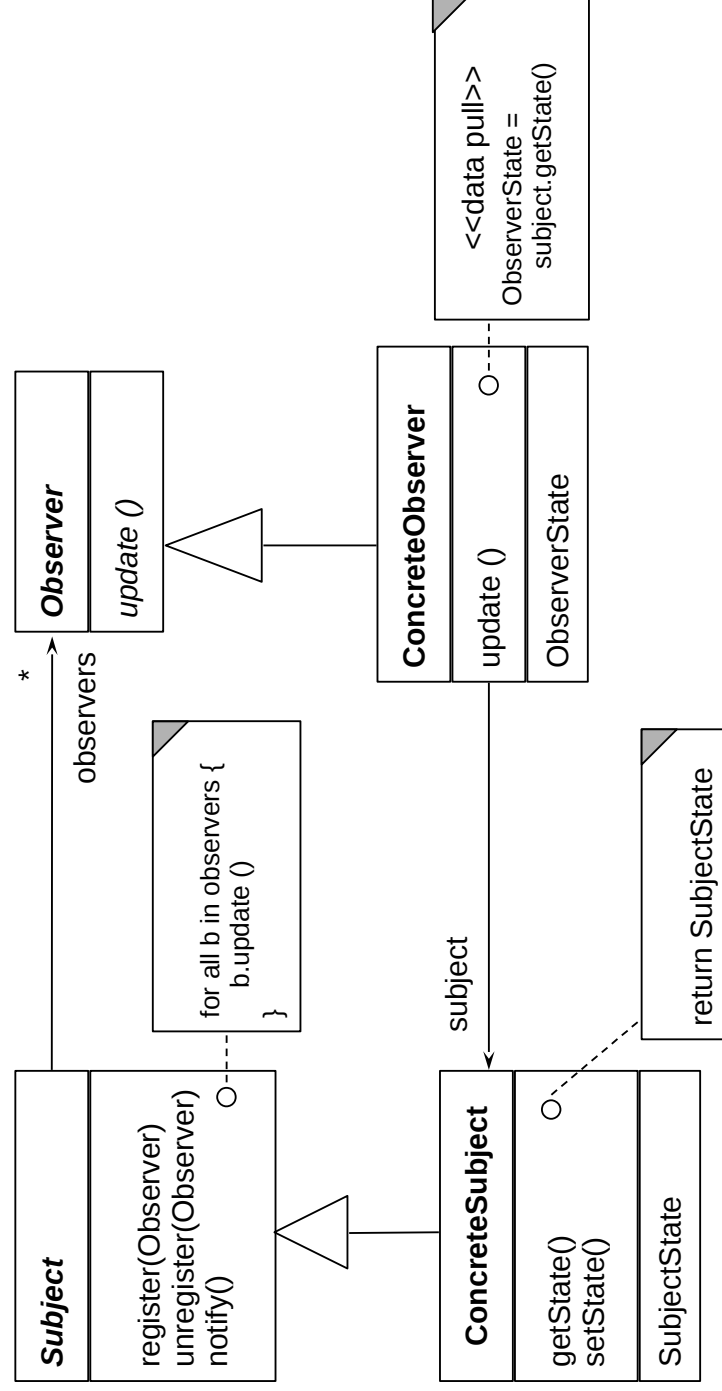 Subject
register(Observer)
unregister(Observer)
notify()
*
observers
Observer
update ()
for all b in observers {
b.update ()
}
ConcreteSubject
getState()
setState()
SubjectState
subject
ConcreteObserver
update ()
ObserverState
<<data pull>>
ObserverState =
subject.getState()
return SubjectState